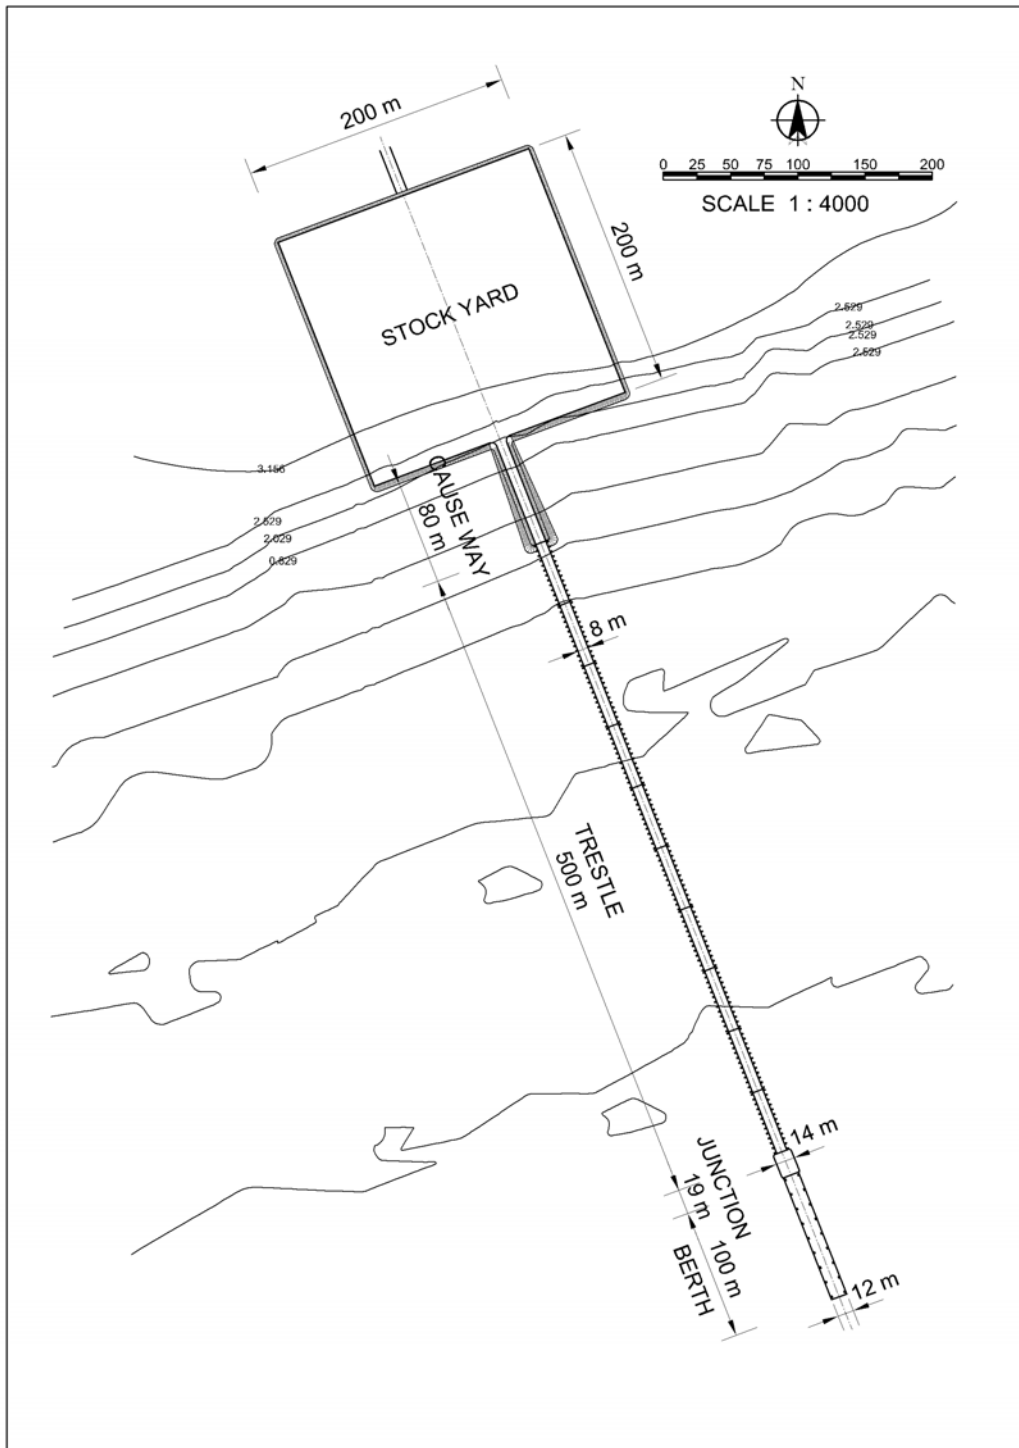 200 m
N
0 25 50 75 100 150 200
SCALE 1 : 4000
200 m
STOCK YARD
2.529
2.529
2.529
2.529
3.156
CAUSE WAY
80 m
2.529
2.029
0.829
8 m
TRESTLE
500 m
14 m
JUNCTION
19 m
100 m
BERTH
12 m